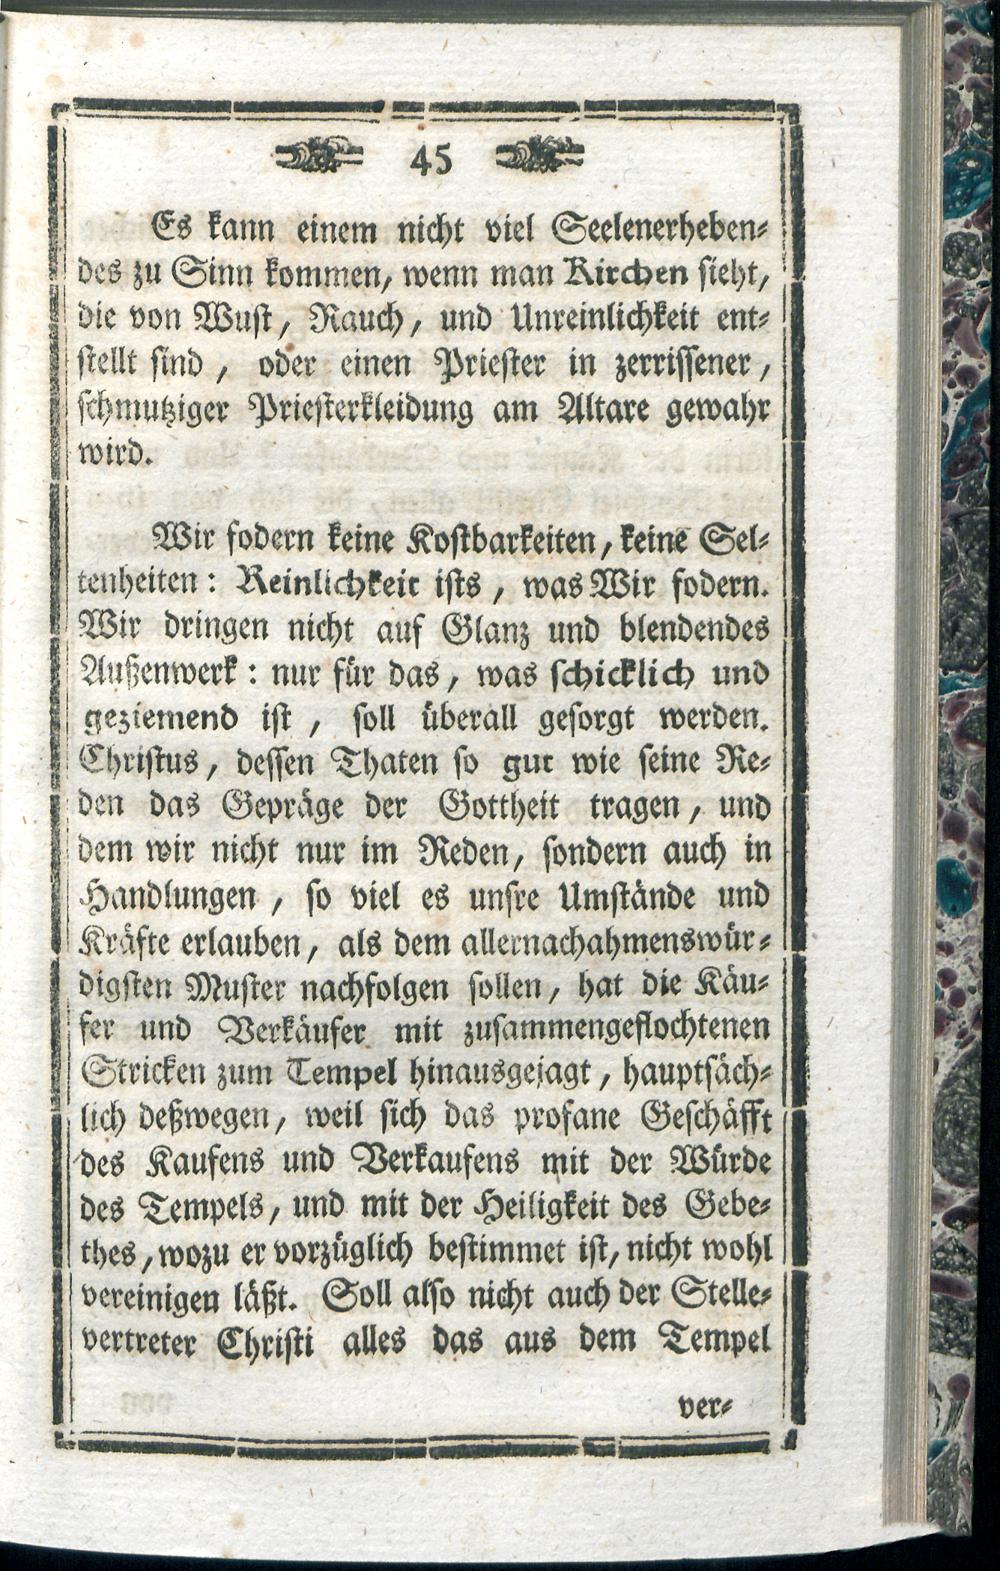 45
Es kann einem nicht viel Seelenerheben-
des zu Sinn kommen, wenn man Kirchen sieht,
die von Wust, Rauch, und Unreinlichkeit ent-
stellt sind, oder einen Priester in zerrissener,
schmutziger Priesterkleidung am Altare gewahr
wird.
Wir fodern keine Kostbarkeiten, keine Sel-
tenheiten: Reinlichkeit ists, was Wir fodern.
Wir dringen nicht auf Glanz und blendendes
Außenwerk: nur für das, was schicklich und
geziemend ist, soll überall gesorgt werden.
Christus, dessen Thaten so gut wie seine Re-
den das Gepräge der Gottheit tragen, und
dem wir nicht nur im Reden, sondern auch in
Handlungen, so viel es unsre Umstände und
Kräfte erlauben, als dem allernachahmenswür-
digsten Muster nachfolgen sollen, hat die Käu-
fer und Verkäufer mit zusammengeflochtenen
Stricken zum Tempel hinausgejagt, hauptsäch-
lich deßwegen, weil sich das profane Geschäfft
des Kaufens und Verkaufens mit der Würde
des Tempels, und mit der Heiligkeit des Gebe-
thes, wozu er vorzüglich bestimmet ist, nicht wohl
vereinigen läßt. Soll also nicht auch der Stelle-
vertreter Christi alles das aus dem Tempel
ver-